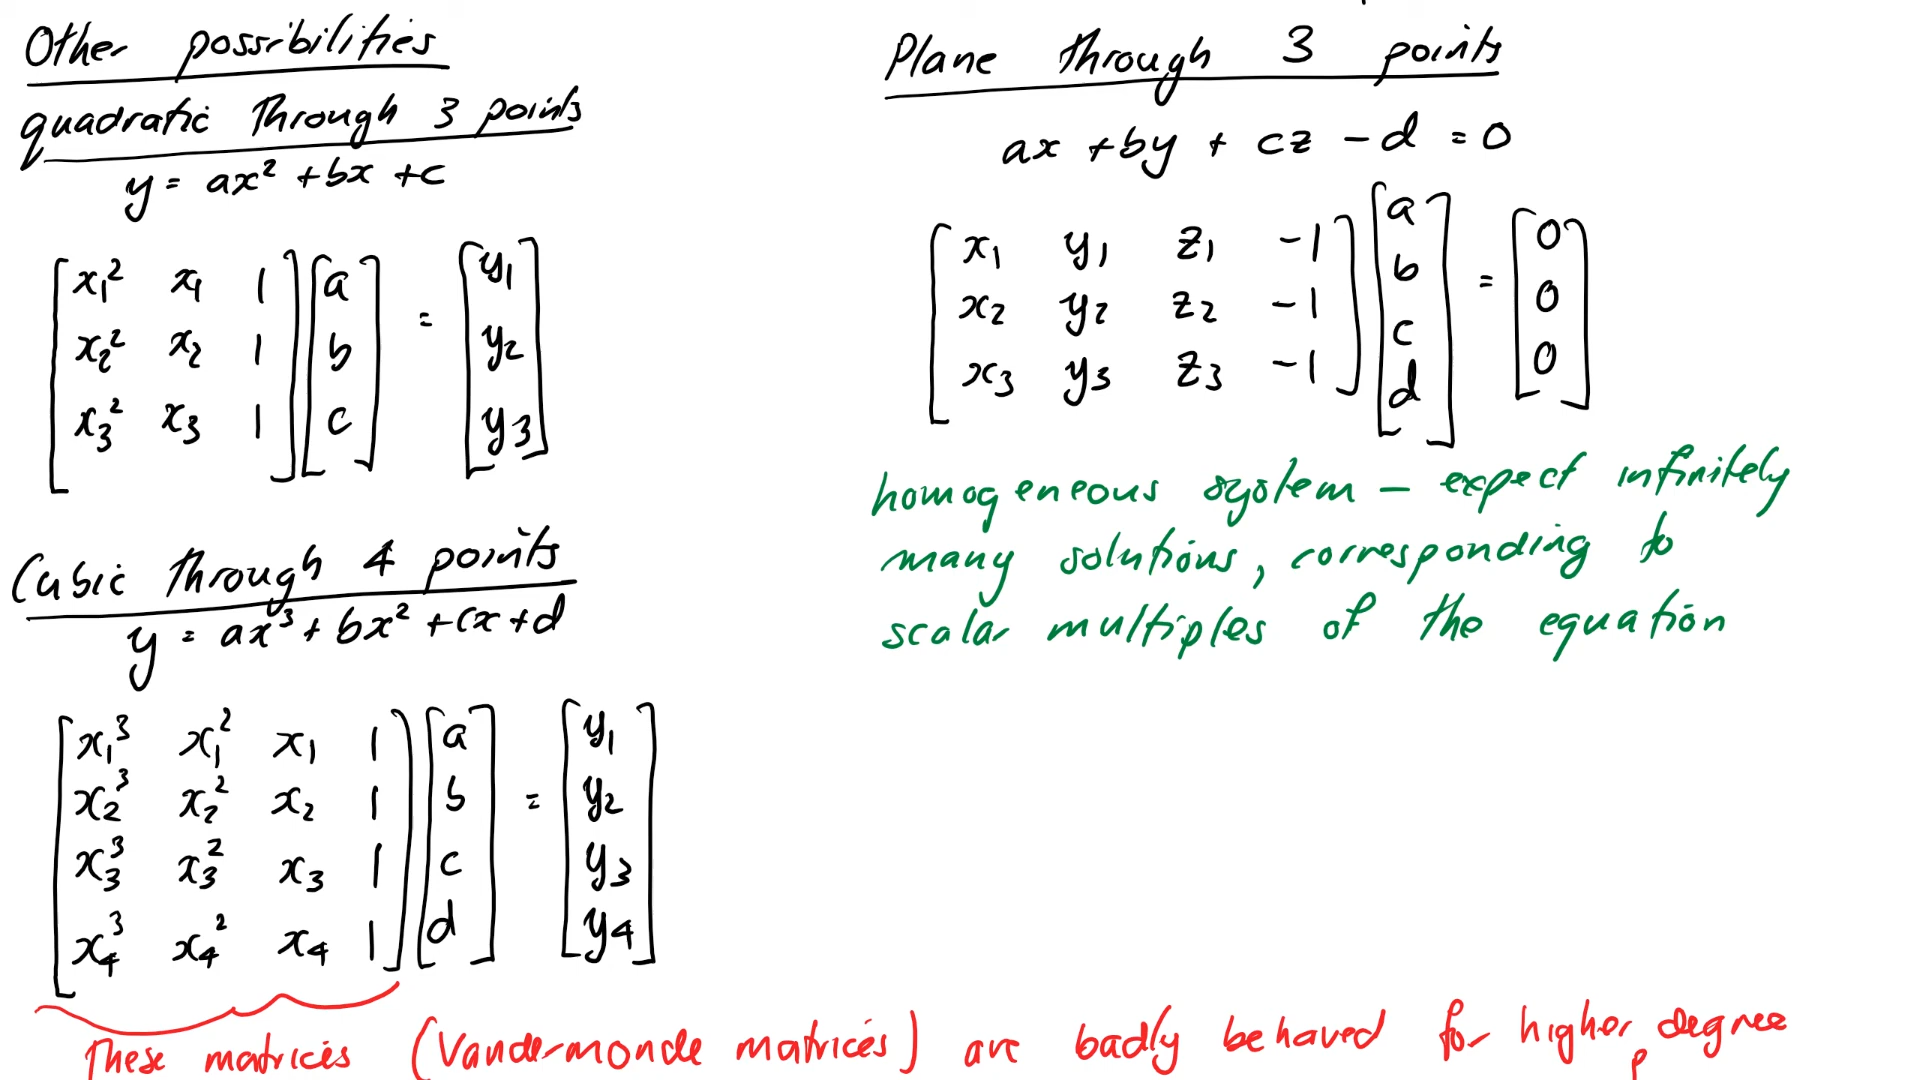 Other possibilities
quadratic through 3 points
y = ax² + bx + c
[x₁² x₁ 1] [a] = [y₁]
[x₂² x₂ 1] [b] [y₂]
[x₃² x₃ 1] [c] [y₃]
Cubic through 4 points
y = ax³ + bx² + cx + d
[x₁³ x₁² x₁ 1] [a] = [y₁]
[x₂³ x₂² x₂ 1] [b] [y₂]
[x₃³ x₃² x₃ 1] [c] [y₃]
[x₄³ x₄² x₄ 1] [d] [y₄]
These matrices (Vandermonde matrices) are badly behaved for higher degree
Plane through 3 points
ax + by + cz - d = 0
[x₁ y₁ z₁ -1] [a] = [0]
[x₂ y₂ z₂ -1] [b] [0]
[x₃ y₃ z₃ -1] [c] [0]
[d]
homogeneous system – expect infinitely
many solutions, corresponding to
scalar multiples of the equation